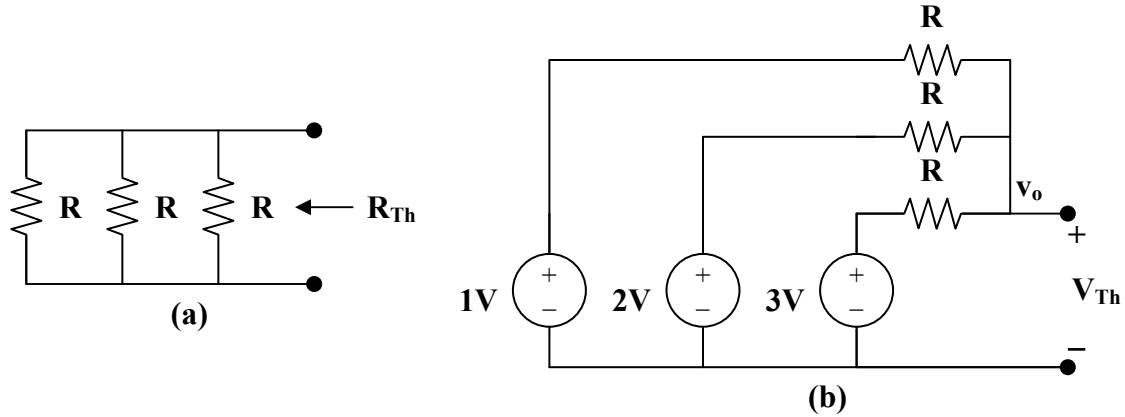 R
R
R
R R R R_Th
v_o
+
+ − + − + −
1V 2V 3V
V_Th
−
(a)
(b)